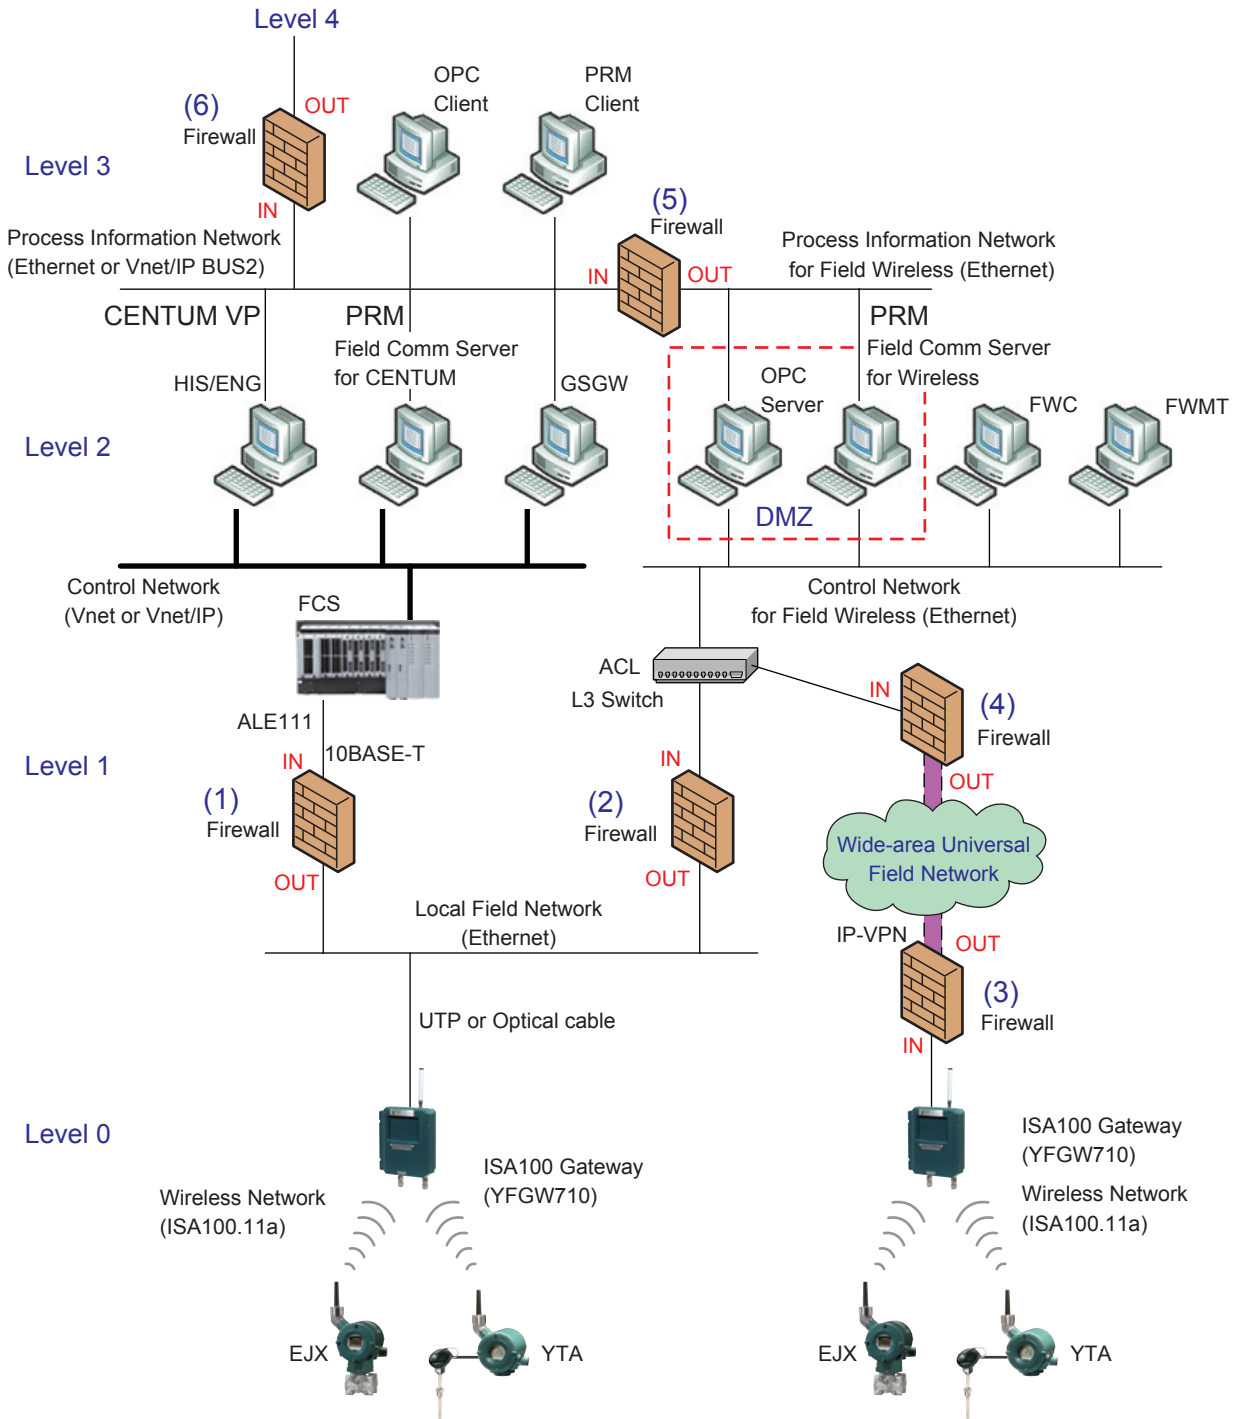 Level 4
(6)
Firewall
OUT
IN
OPC
Client
PRM
Client
Level 3
(5)
Firewall
IN
OUT
Process Information Network
(Ethernet or Vnet/IP BUS2)
Process Information Network
for Field Wireless (Ethernet)
CENTUM VP
PRM
Field Comm Server
for CENTUM
PRM
Field Comm Server
for Wireless
HIS/ENG
GSGW
OPC
Server
FWC
FWMT
Level 2
DMZ
Control Network
(Vnet or Vnet/IP)
Control Network
for Field Wireless (Ethernet)
FCS
ACL
L3 Switch
ALE111
10BASE-T
IN
(1)
Firewall
OUT
IN
(2)
Firewall
OUT
IN
(4)
Firewall
OUT
Level 1
Wide-area Universal
Field Network
Local Field Network
(Ethernet)
IP-VPN
OUT
(3)
Firewall
IN
UTP or Optical cable
Level 0
ISA100 Gateway
(YFGW710)
Wireless Network
(ISA100.11a)
ISA100 Gateway
(YFGW710)
Wireless Network
(ISA100.11a)
EJX
YTA
EJX
YTA